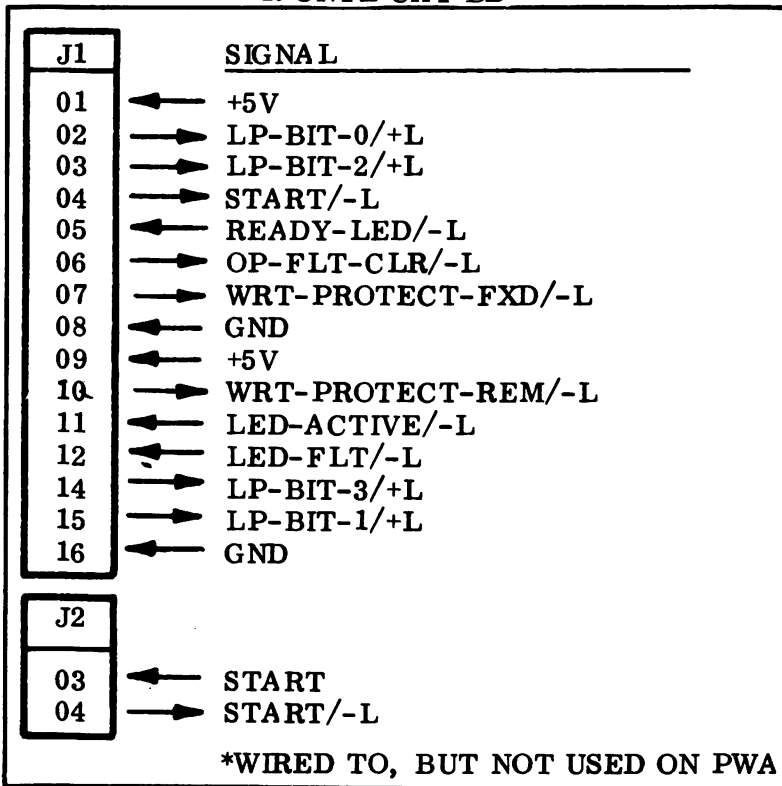 J1 SIGNAL
01 +5V
02 LP-BIT-0/+L
03 LP-BIT-2/+L
04 START/-L
05 READY-LED/-L
06 OP-FLT-CLR/-L
07 WRT-PROTECT-FXD/-L
08 GND
09 +5V
10 WRT-PROTECT-REM/-L
11 LED-ACTIVE/-L
12 LED-FLT/-L
14 LP-BIT-3/+L
15 LP-BIT-1/+L
16 GND
J2
03 START
04 START/-L
*WIRED TO, BUT NOT USED ON PWA